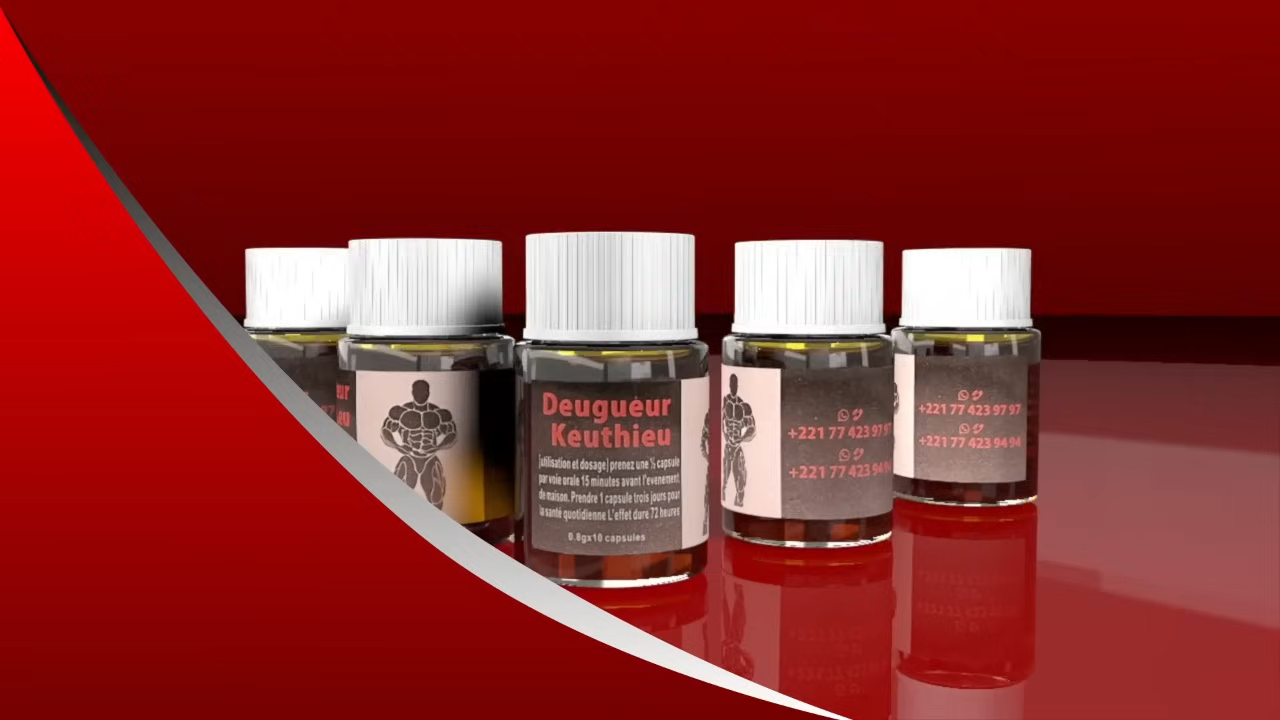 Deugueur
Keuthieu
[utilisation et dosage] prenez une ½ capsule
par voie orale 15 minutes avant l'evenement
de maison. Prendre 1 capsule trois jours pour
la santé quotidienne L'effet dure 72 heures
0.8gx10 capsules
+221 77 423 97 97
+221 77 423 94 94
+221 77 423 97 97
+221 77 423 94 94